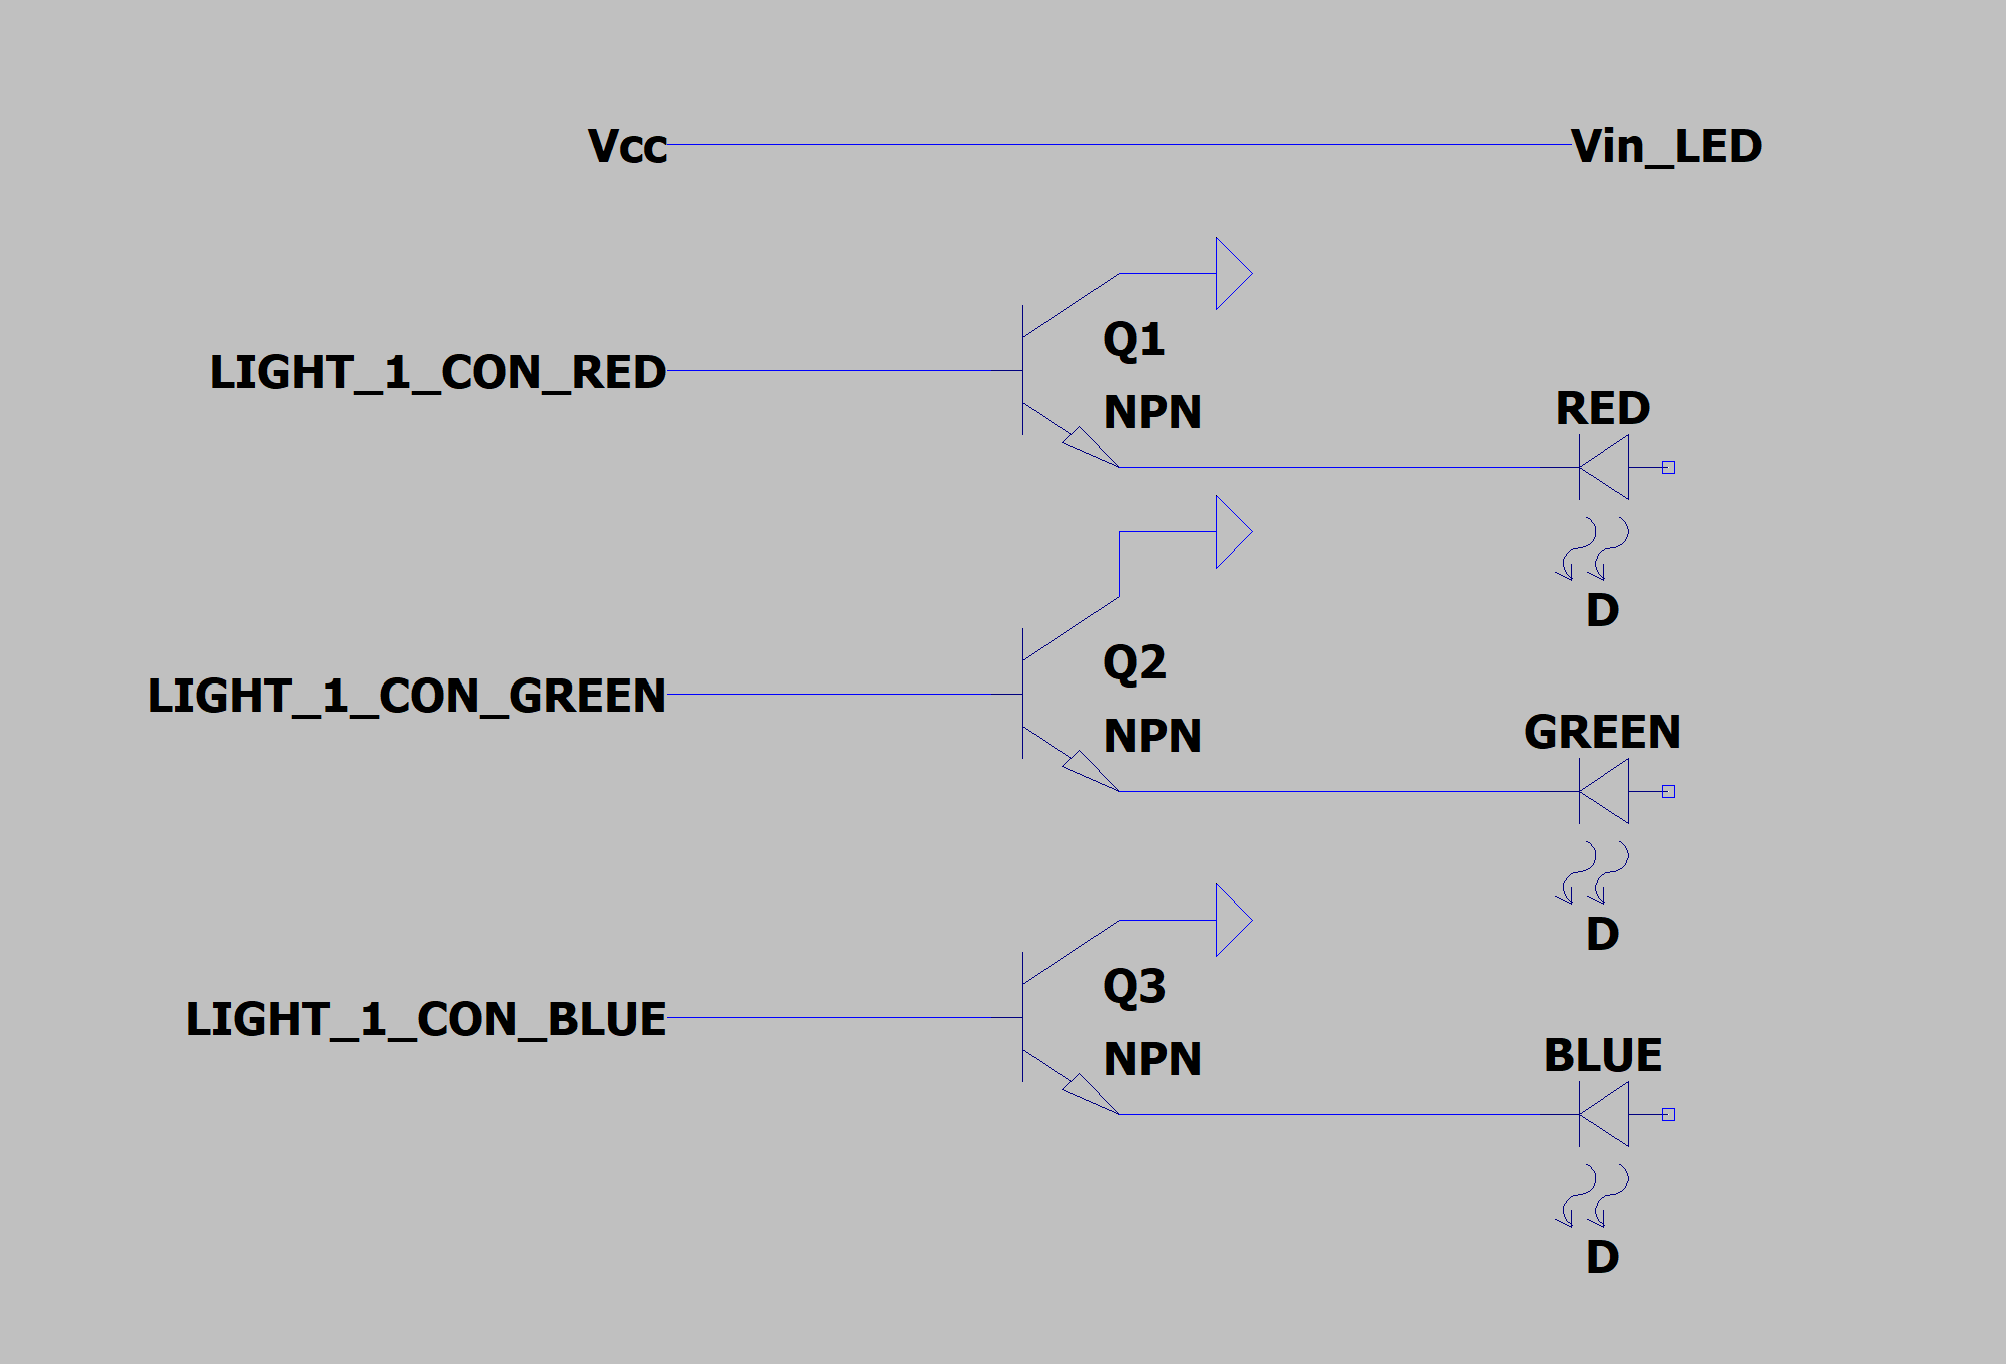 Vcc
Vin_LED
Q1
LIGHT_1_CON_RED
NPN
RED
D
Q2
LIGHT_1_CON_GREEN
NPN
GREEN
D
Q3
LIGHT_1_CON_BLUE
NPN
BLUE
D